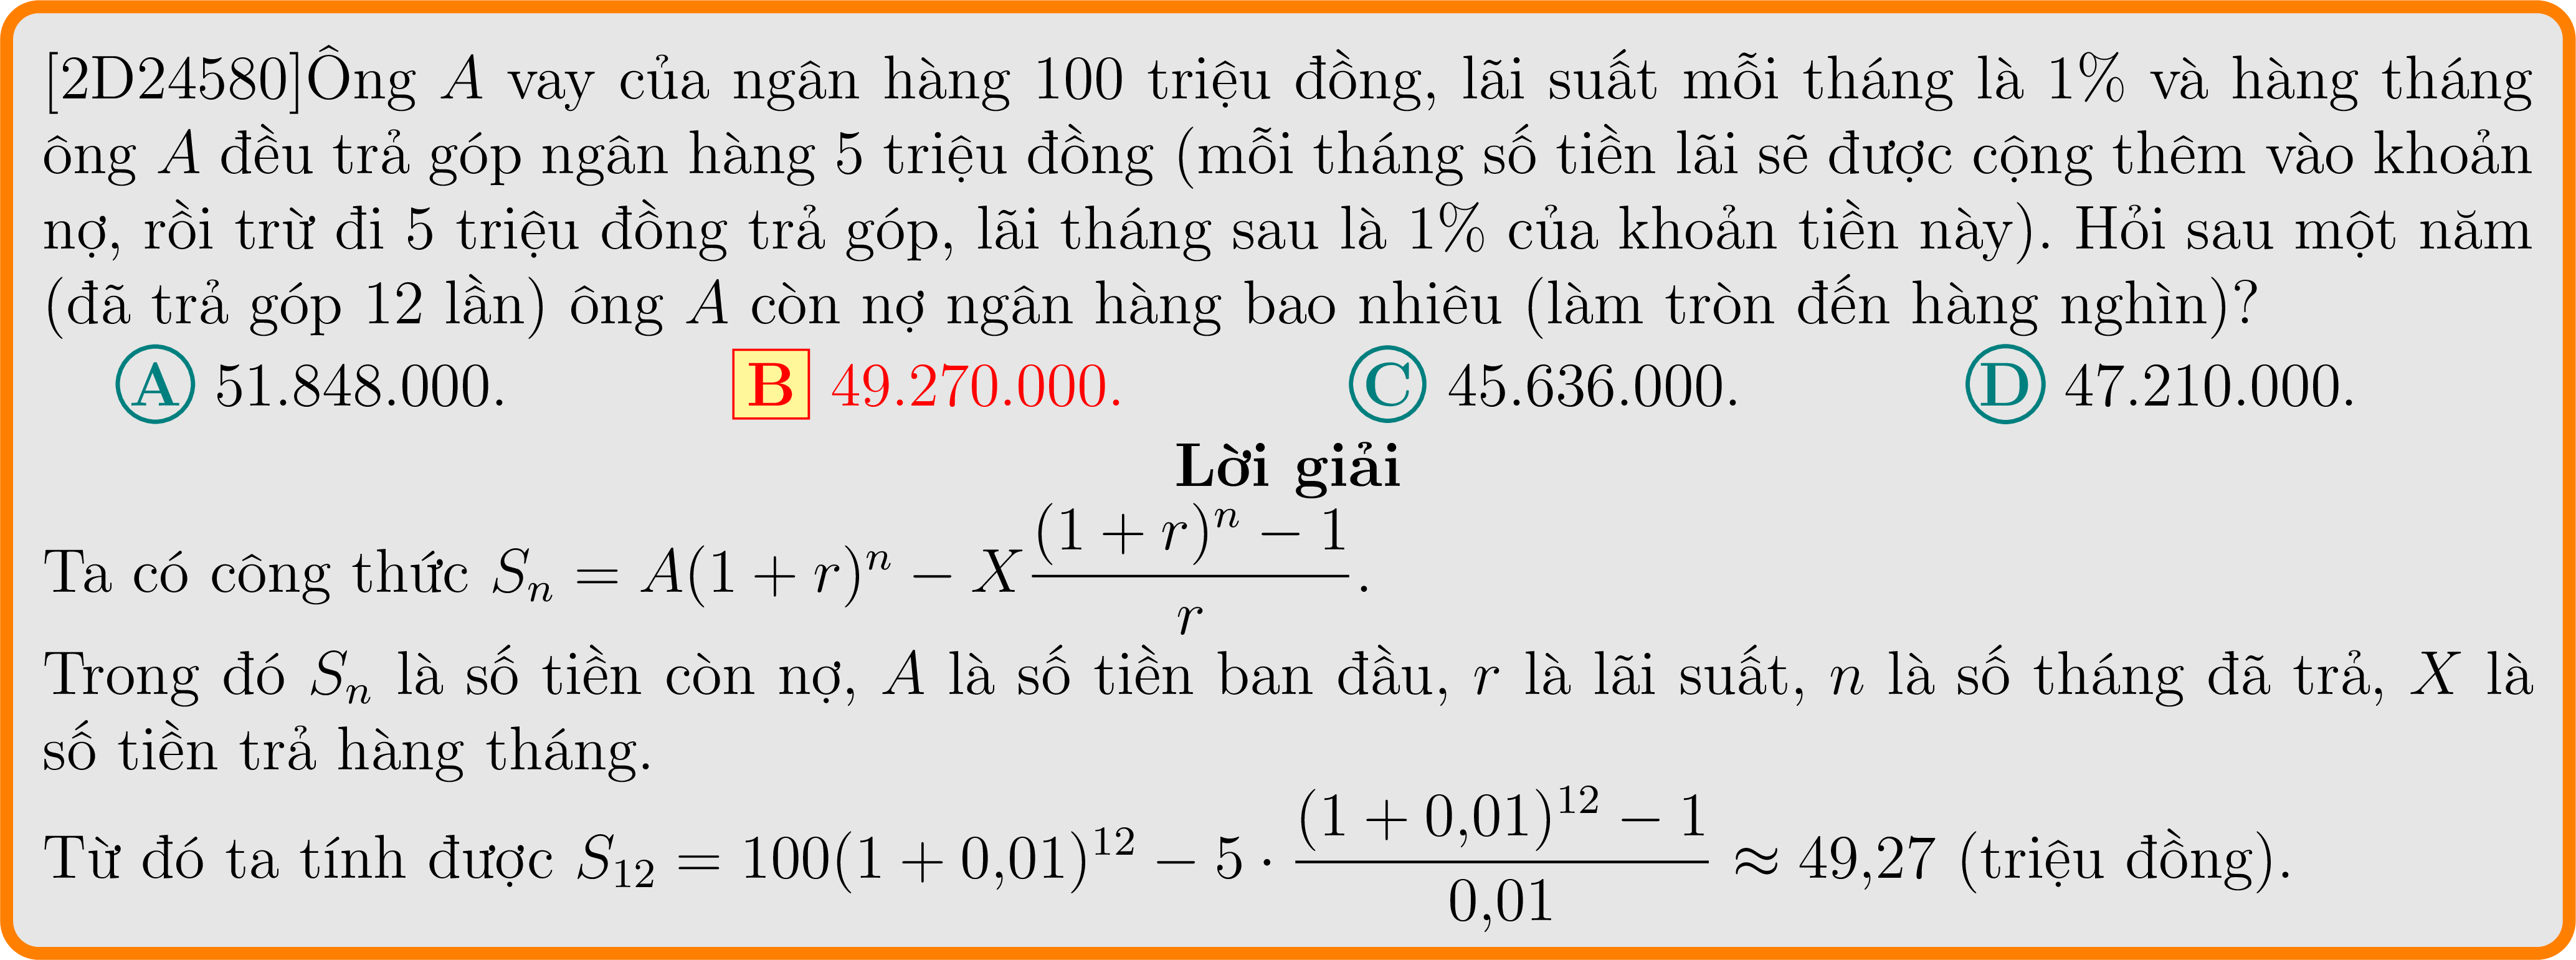 [2D24580]Ông A vay của ngân hàng 100 triệu đồng, lãi suất mỗi tháng là 1% và hàng tháng
ông A đều trả góp ngân hàng 5 triệu đồng (mỗi tháng số tiền lãi sẽ được cộng thêm vào khoản
nợ, rồi trừ đi 5 triệu đồng trả góp, lãi tháng sau là 1% của khoản tiền này). Hỏi sau một năm
(đã trả góp 12 lần) ông A còn nợ ngân hàng bao nhiêu (làm tròn đến hàng nghìn)?
A 51.848.000. B 49.270.000. C 45.636.000. D 47.210.000.
Lời giải
Ta có công thức $S_n = A(1 + r)^n - X\frac{(1 + r)^n - 1}{r}$.
Trong đó $S_n$ là số tiền còn nợ, A là số tiền ban đầu, r là lãi suất, n là số tháng đã trả, X là
số tiền trả hàng tháng.
Từ đó ta tính được $S_{12} = 100(1 + 0,01)^{12} - 5 \cdot \frac{(1 + 0,01)^{12} - 1}{0,01} \approx 49,27$ (triệu đồng).